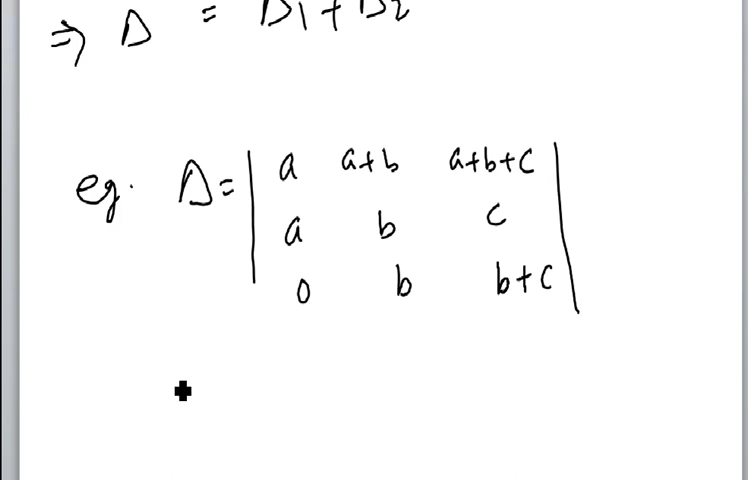 ⇒ Δ = Δ1 + Δ2
eg. Δ = | a a+b a+b+c |
a b c
0 b b+c